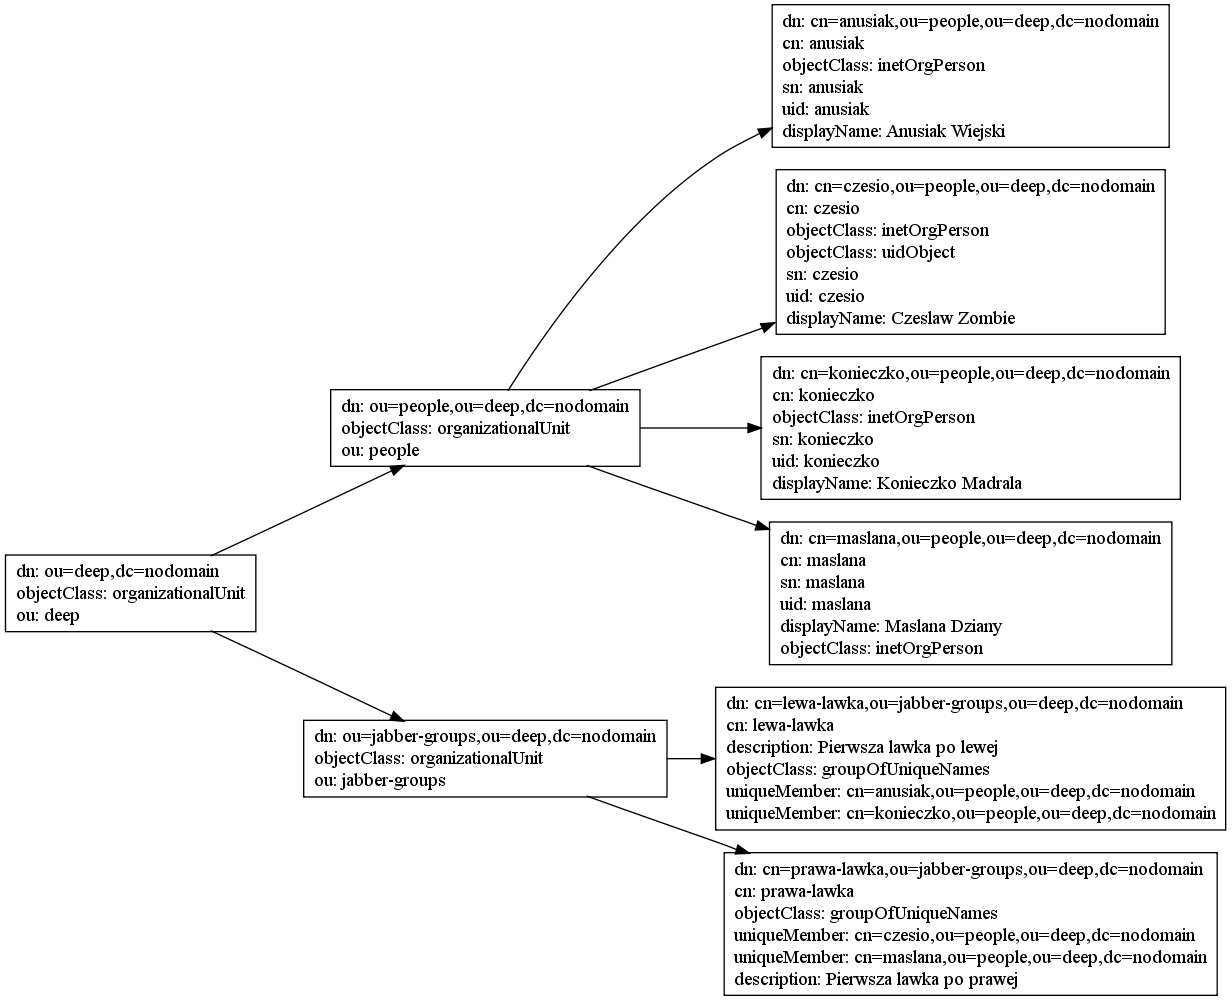 dn: cn=anusiak,ou=people,ou=deep,dc=nodomain
cn: anusiak
objectClass: inetOrgPerson
sn: anusiak
uid: anusiak
displayName: Anusiak Wiejski
dn: cn=czesio,ou=people,ou=deep,dc=nodomain
cn: czesio
objectClass: inetOrgPerson
objectClass: uidObject
sn: czesio
uid: czesio
displayName: Czeslaw Zombie
dn: ou=people,ou=deep,dc=nodomain
objectClass: organizationalUnit
ou: people
dn: cn=konieczko,ou=people,ou=deep,dc=nodomain
cn: konieczko
objectClass: inetOrgPerson
sn: konieczko
uid: konieczko
displayName: Konieczko Madrala
dn: cn=maslana,ou=people,ou=deep,dc=nodomain
cn: maslana
sn: maslana
uid: maslana
displayName: Maslana Dziany
objectClass: inetOrgPerson
dn: ou=deep,dc=nodomain
objectClass: organizationalUnit
ou: deep
dn: ou=jabber-groups,ou=deep,dc=nodomain
objectClass: organizationalUnit
ou: jabber-groups
dn: cn=lewa-lawka,ou=jabber-groups,ou=deep,dc=nodomain
cn: lewa-lawka
description: Pierwsza lawka po lewej
objectClass: groupOfUniqueNames
uniqueMember: cn=anusiak,ou=people,ou=deep,dc=nodomain
uniqueMember: cn=konieczko,ou=people,ou=deep,dc=nodomain
dn: cn=prawa-lawka,ou=jabber-groups,ou=deep,dc=nodomain
cn: prawa-lawka
objectClass: groupOfUniqueNames
uniqueMember: cn=czesio,ou=people,ou=deep,dc=nodomain
uniqueMember: cn=maslana,ou=people,ou=deep,dc=nodomain
description: Pierwsza lawka po prawej